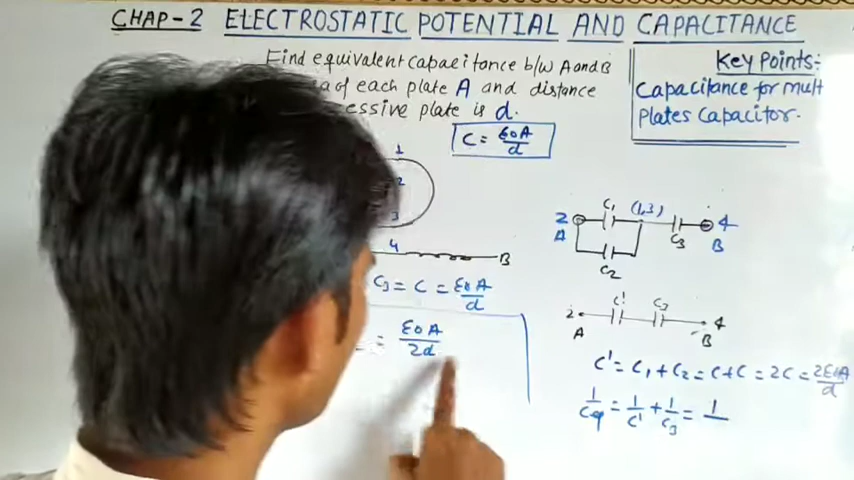 CHAP-2 ELECTROSTATIC POTENTIAL AND CAPACITANCE
Find equivalent capacitance b/w A and B
of each plate A and distance
plate is d.
C = ε0A/d
Key Points:-
Capacitance for mult
Plates Capacitor.
1
2
3
4
B
C3 = C = ε0A/d
= ε0A/2d
C1
2 (1,3) 4
A C3 B
C2
C' C3
2 4
A B
C' = C1 + C2 = C + C = 2C = 2ε0A/d
1/Ceq = 1/C' + 1/C3 = 1/